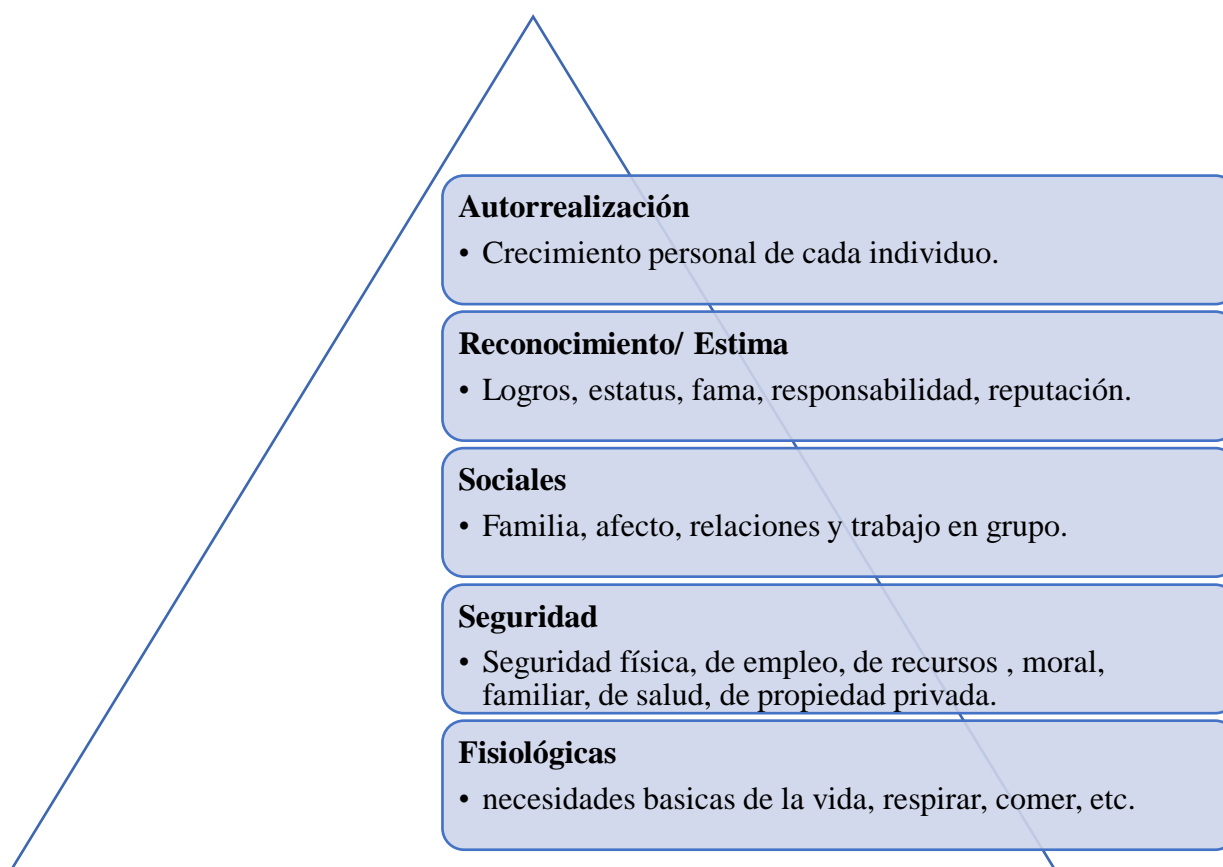 Autorrealización
• Crecimiento personal de cada individuo.
Reconocimiento/ Estima
• Logros, estatus, fama, responsabilidad, reputación.
Sociales
• Familia, afecto, relaciones y trabajo en grupo.
Seguridad
• Seguridad física, de empleo, de recursos , moral,
familiar, de salud, de propiedad privada.
Fisiológicas
• necesidades basicas de la vida, respirar, comer, etc.